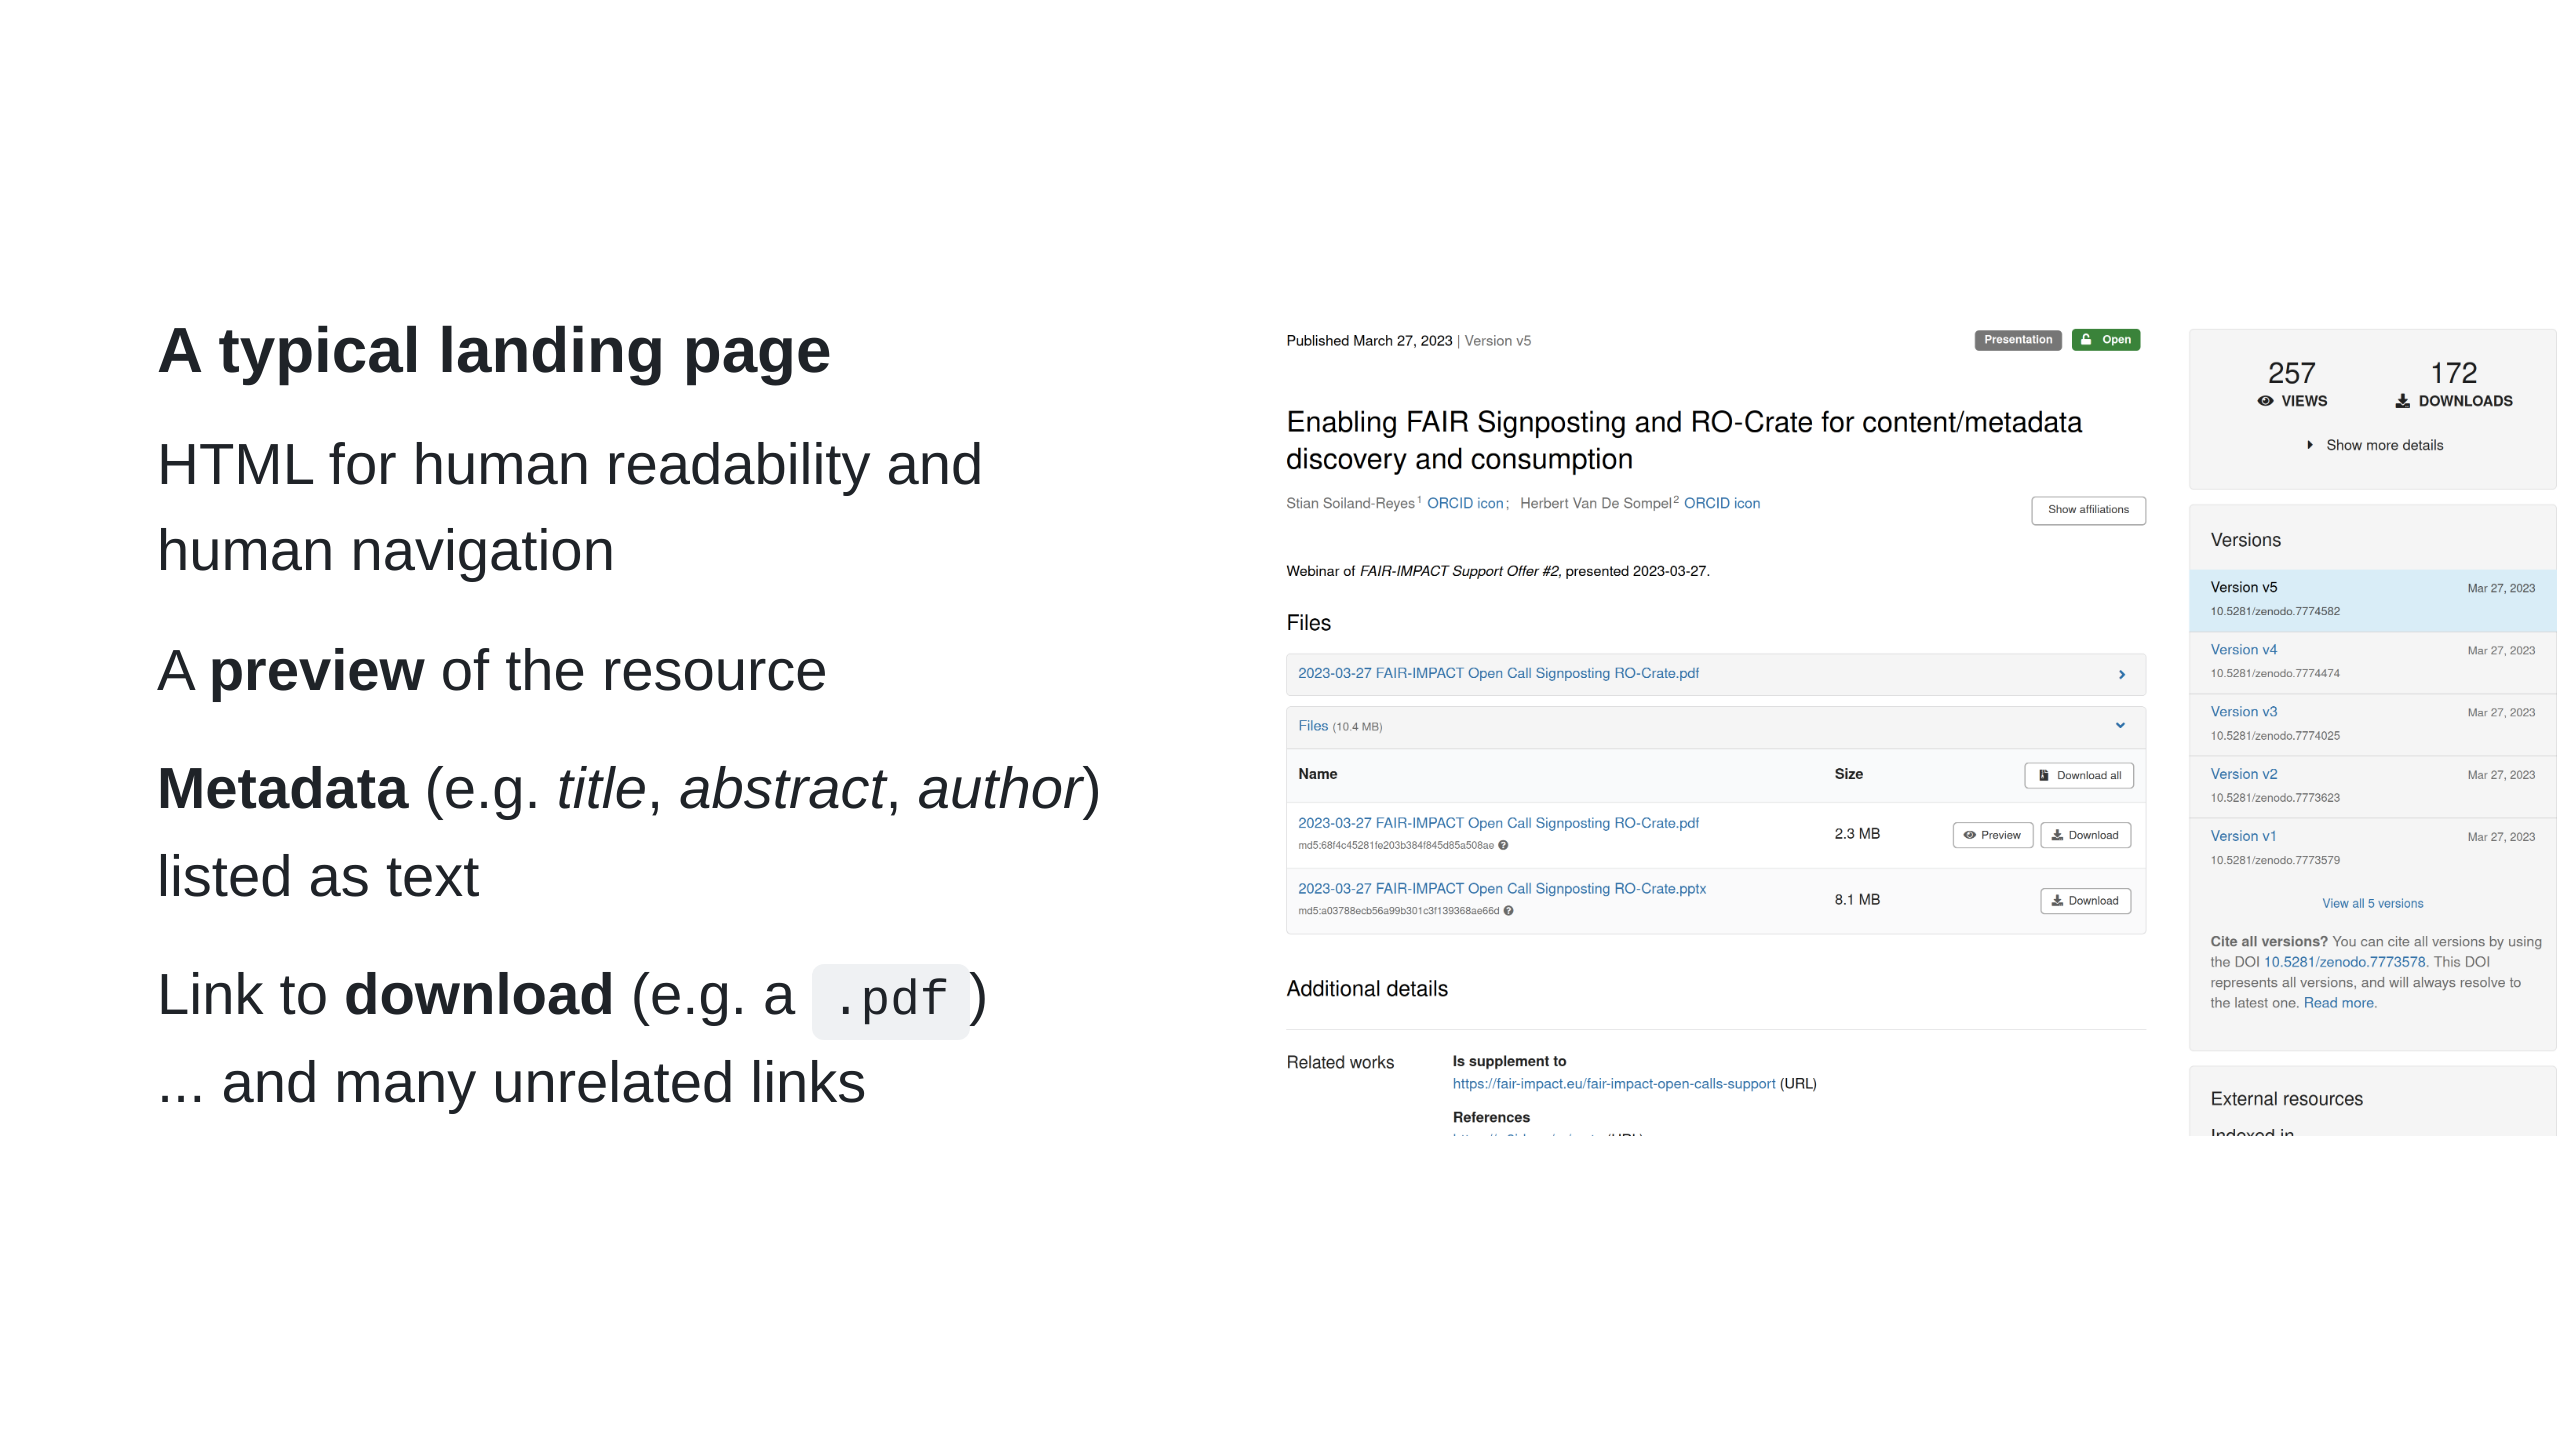 A typical landing page
HTML for human readability and
human navigation
A preview of the resource
Metadata (e.g. title, abstract, author)
listed as text
Link to download (e.g. a .pdf)
... and many unrelated links
Published March 27, 2023 | Version v5
Presentation
Open
Enabling FAIR Signposting and RO-Crate for content/metadata
discovery and consumption
Stian Soiland-Reyes1 ORCID icon; Herbert Van De Sompel2 ORCID icon
Show affiliations
Webinar of FAIR-IMPACT Support Offer #2, presented 2023-03-27.
Files
2023-03-27 FAIR-IMPACT Open Call Signposting RO-Crate.pdf
Files (10.4 MB)
Name Size Download all
2023-03-27 FAIR-IMPACT Open Call Signposting RO-Crate.pdf
md5:68f4c45281fe203b384f845d85a508ae
2.3 MB Preview Download
2023-03-27 FAIR-IMPACT Open Call Signposting RO-Crate.pptx
md5:a03788ecb56a99b301c3f139368ae66d
8.1 MB Download
Additional details
Related works
Is supplement to
https://fair-impact.eu/fair-impact-open-calls-support (URL)
References
257 172
VIEWS DOWNLOADS
Show more details
Versions
Version v5 Mar 27, 2023
10.5281/zenodo.7774582
Version v4 Mar 27, 2023
10.5281/zenodo.7774474
Version v3 Mar 27, 2023
10.5281/zenodo.7774025
Version v2 Mar 27, 2023
10.5281/zenodo.7773623
Version v1 Mar 27, 2023
10.5281/zenodo.7773579
View all 5 versions
Cite all versions? You can cite all versions by using
the DOI 10.5281/zenodo.7773578. This DOI
represents all versions, and will always resolve to
the latest one. Read more.
External resources
Indexed in